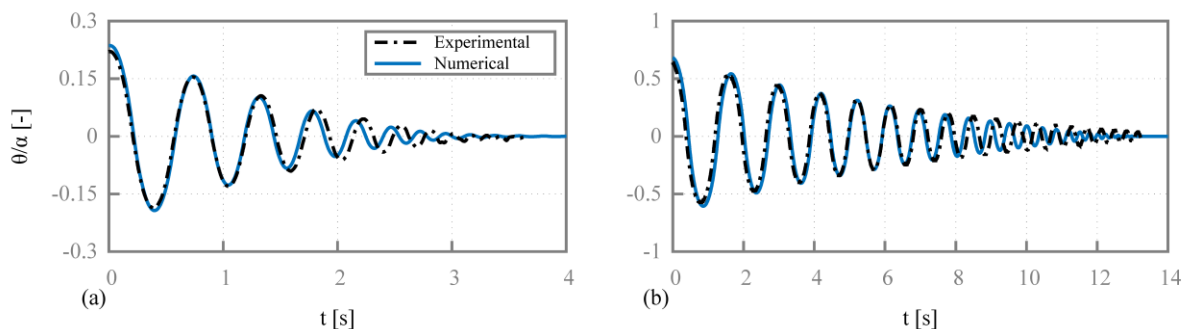 0.3
0.15
0
-0.15
-0.3
θ/α [-]
0 1 2 3 4
(a)
t [s]
Experimental
Numerical
1
0.5
0
-0.5
-1
0 2 4 6 8 10 12 14
(b)
t [s]